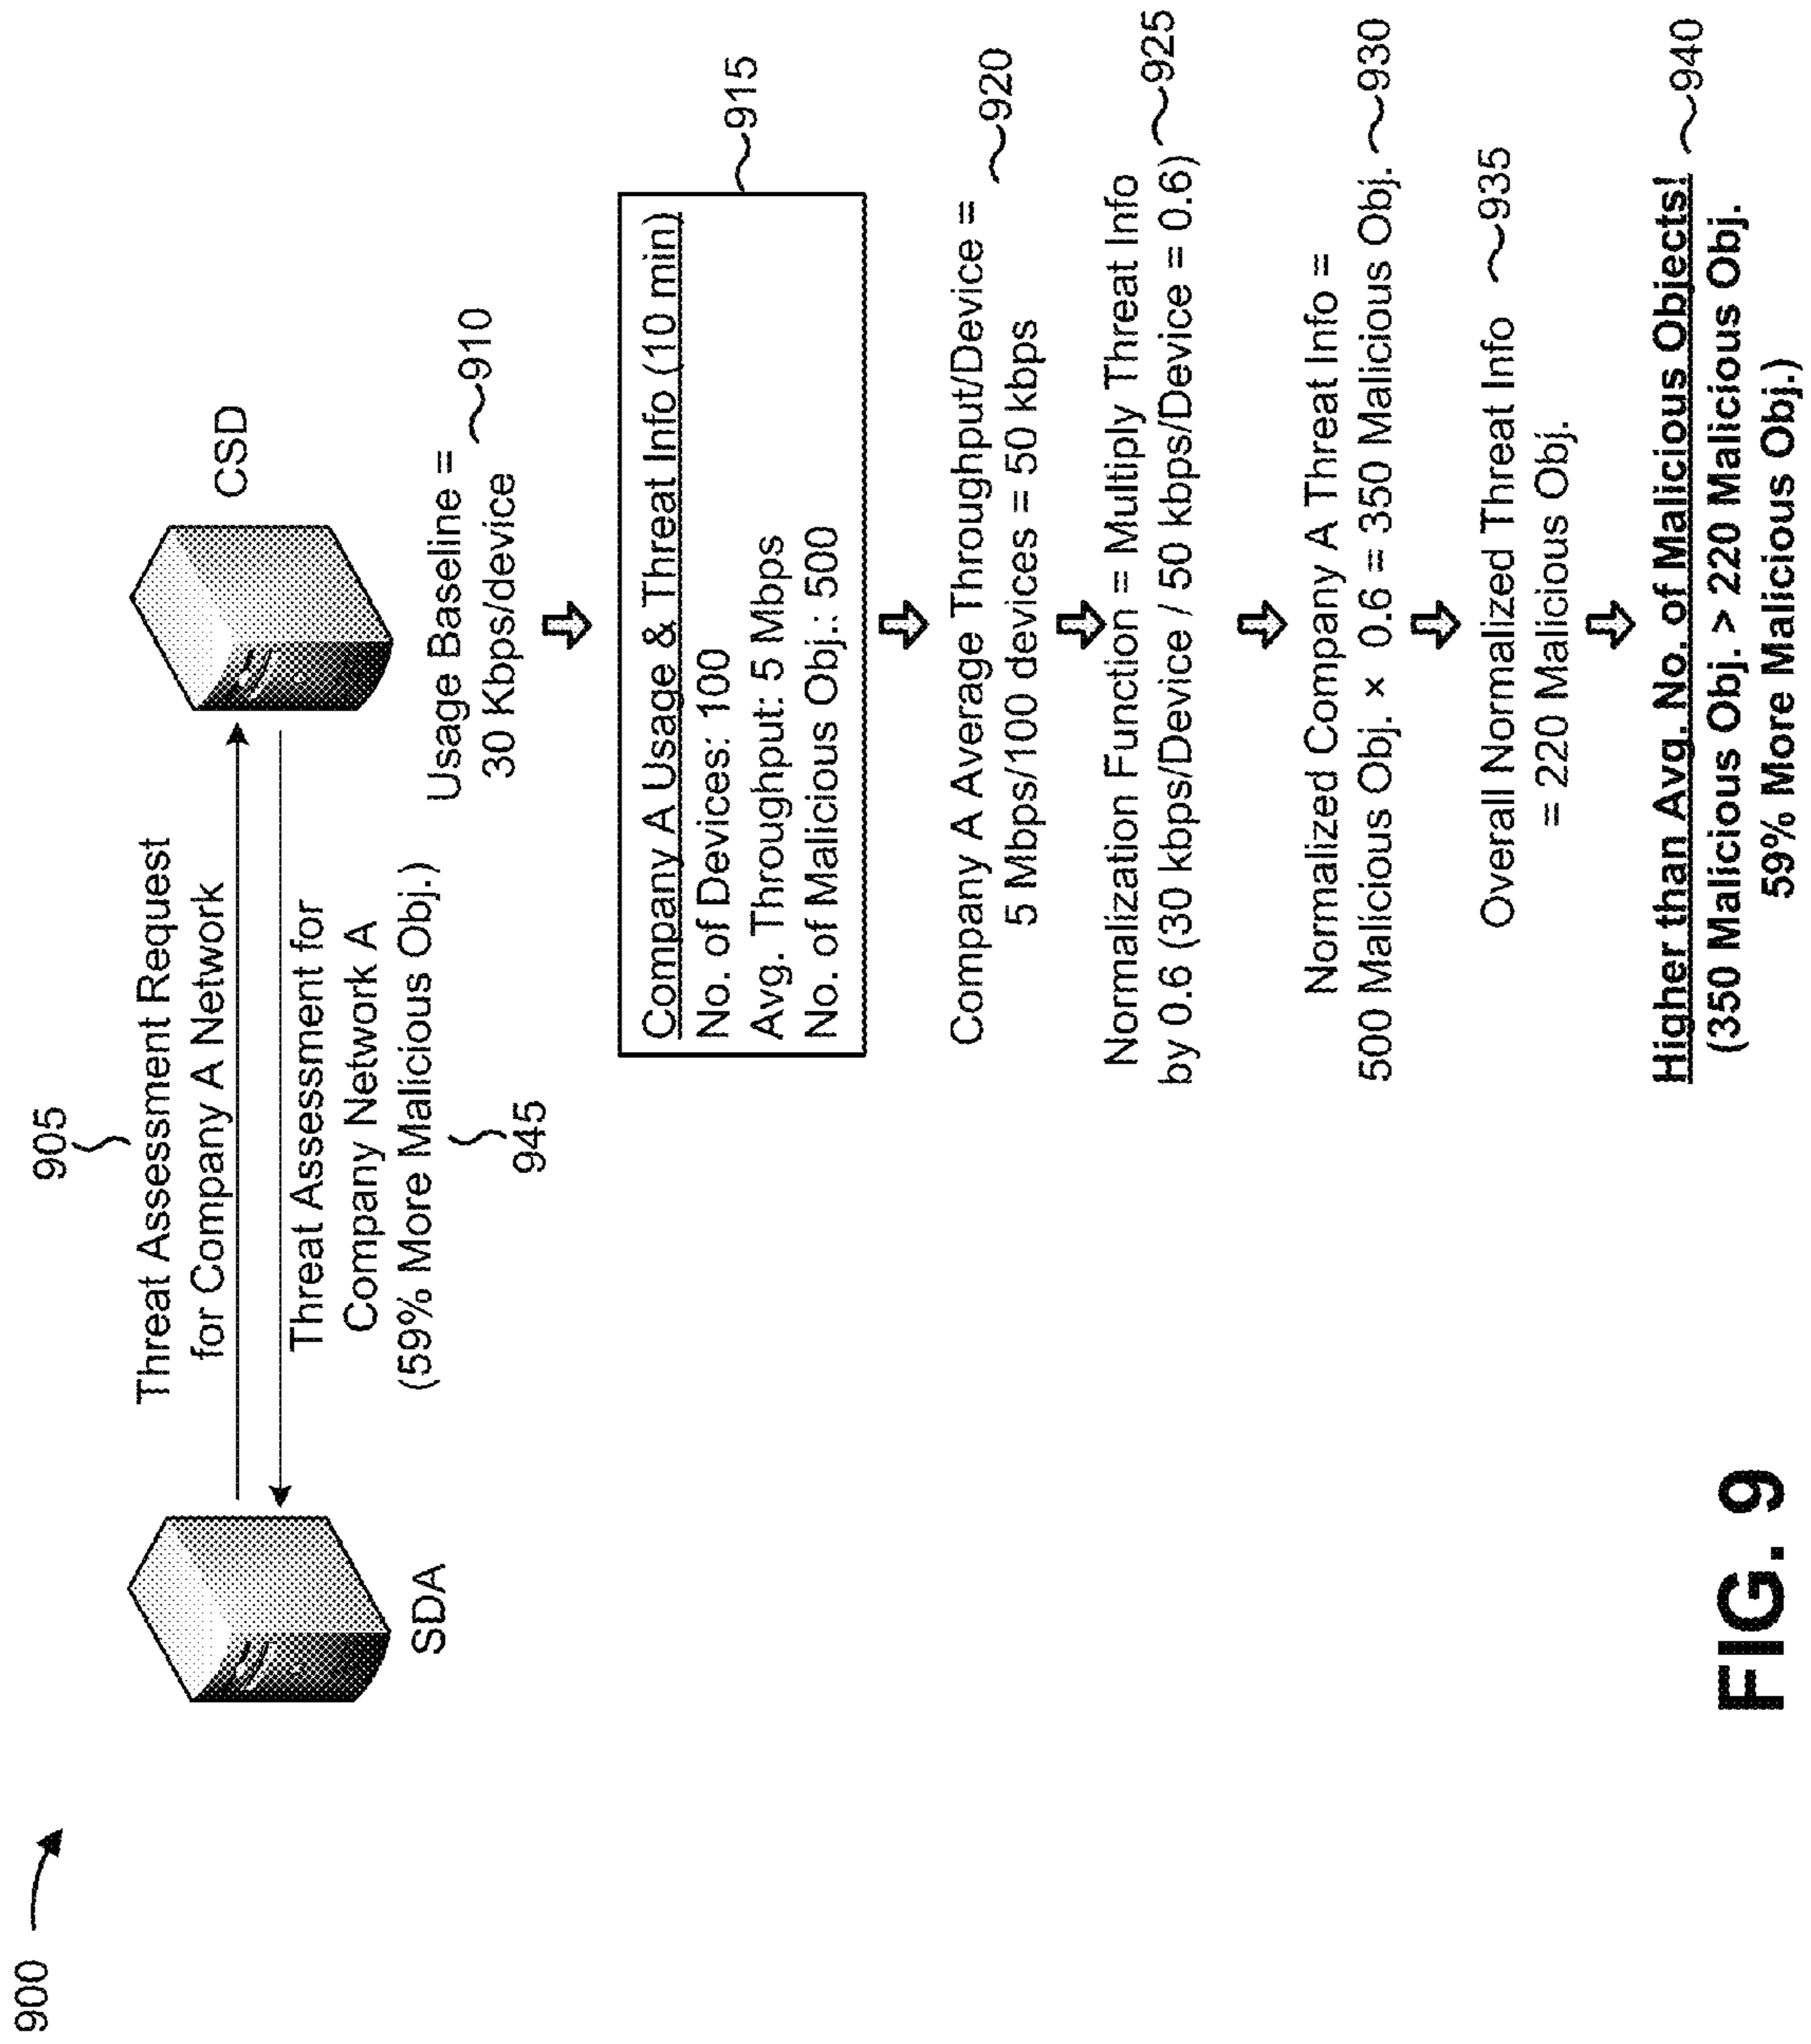 900
905
Threat Assessment Request
for Company A Network
Threat Assessment for
Company Network A
(59% More Malicious Obj.)
945
SDA
CSD
Usage Baseline =
30 Kbps/device
910
Company A Usage & Threat Info (10 min)
No. of Devices: 100
Avg. Throughput: 5 Mbps
No. of Malicious Obj.: 500
915
Company A Average Throughput/Device =
5 Mbps/100 devices = 50 kbps
920
Normalization Function = Multiply Threat Info
by 0.6 (30 kbps/Device / 50 kbps/Device = 0.6)
925
Normalized Company A Threat Info =
500 Malicious Obj. × 0.6 = 350 Malicious Obj.
930
Overall Normalized Threat Info
= 220 Malicious Obj.
935
Higher than Avg. No. of Malicious Objects!
(350 Malicious Obj. > 220 Malicious Obj.
59% More Malicious Obj.)
940
FIG. 9